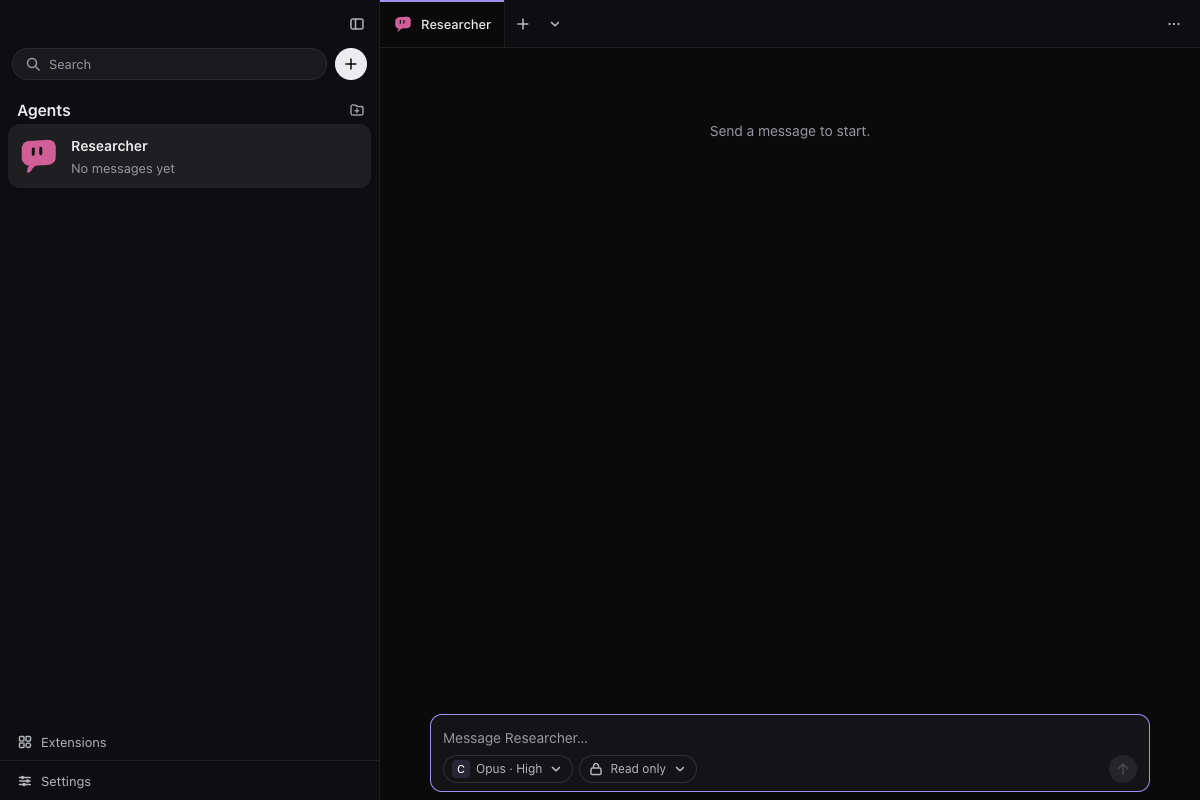 Researcher
Search
Agents
Researcher
No messages yet
Send a message to start.
Message Researcher...
C Opus · High
Read only
Extensions
Settings